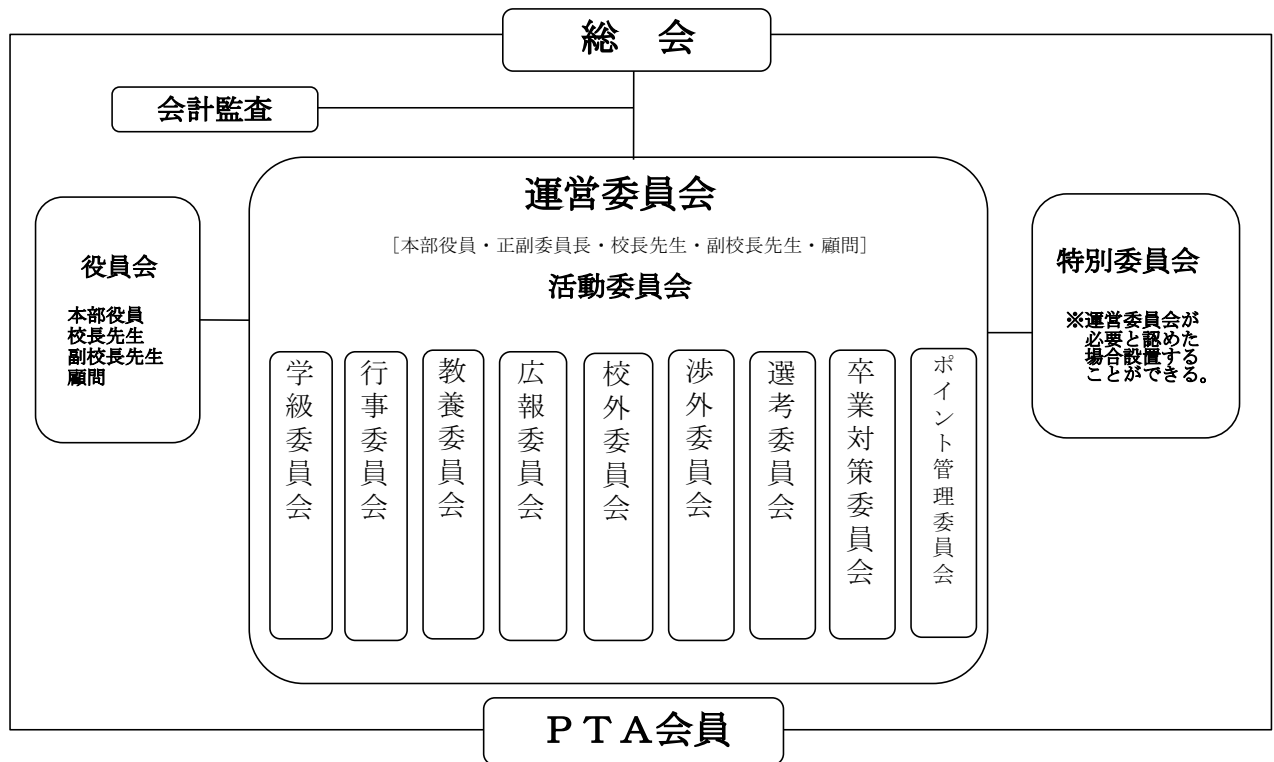 総　会
会計監査
運営委員会
［本部役員・正副委員長・校長先生・副校長先生・顧問］
活動委員会
役員会
本部役員
校長先生
副校長先生
顧問
特別委員会
※運営委員会が
必要と認めた
場合設置する
ことができる。
学級委員会
行事委員会
教養委員会
広報委員会
校外委員会
渉外委員会
選考委員会
卒業対策委員会
ポイント管理委員会
ＰＴＡ会員